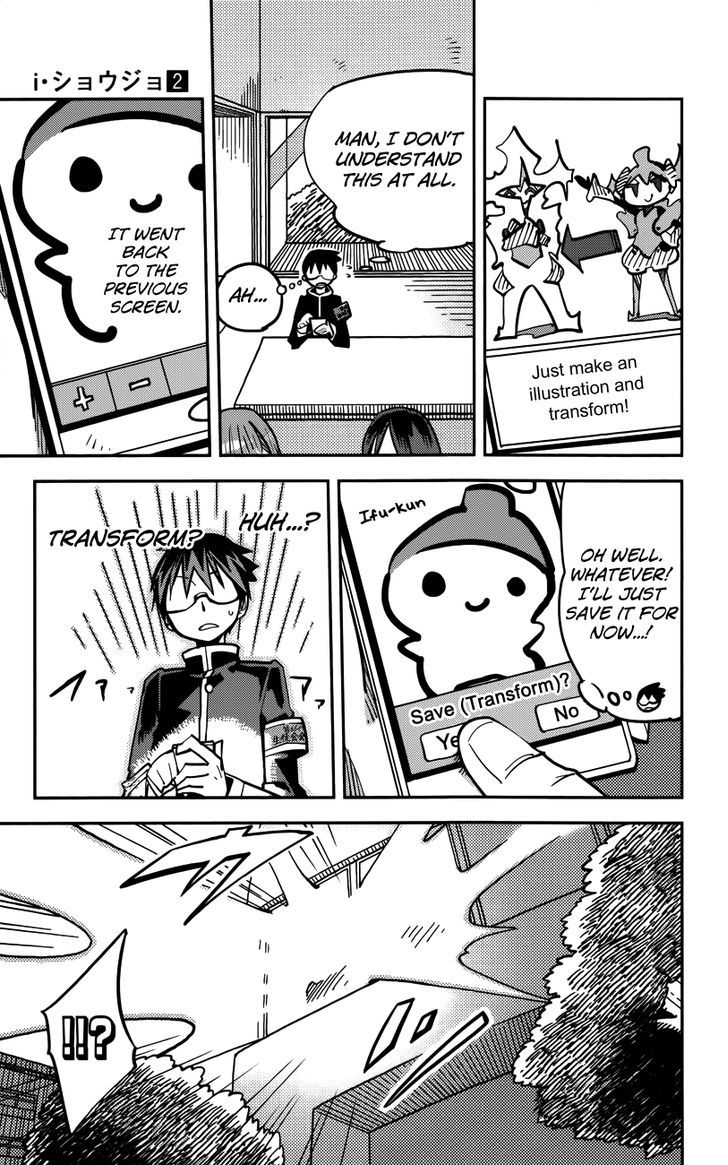 i・ショウジョ2
Just make an
illustration and
transform!
MAN, I DON'T
UNDERSTAND
THIS AT ALL.
AH...
IT WENT
BACK
TO THE
PREVIOUS
SCREEN.
+ −
Ifu-kun
OH WELL.
WHATEVER!
I'LL JUST
SAVE IT FOR
NOW...!
Save (Transform)?
Ye
No
HUH...?
TRANSFORM?
!!?